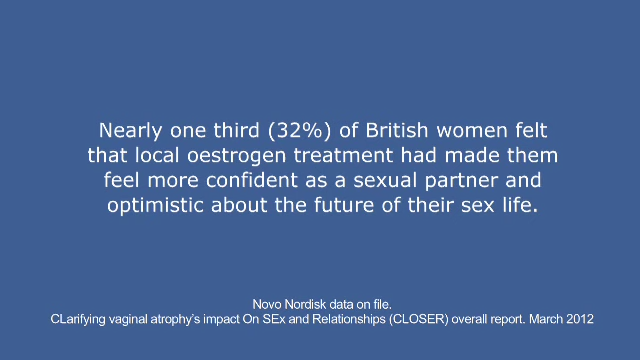 Nearly one third (32%) of British women felt
that local oestrogen treatment had made them
feel more confident as a sexual partner and
optimistic about the future of their sex life.
Novo Nordisk data on file.
CLarifying vaginal atrophy's impact On SEx and Relationships (CLOSER) overall report. March 2012